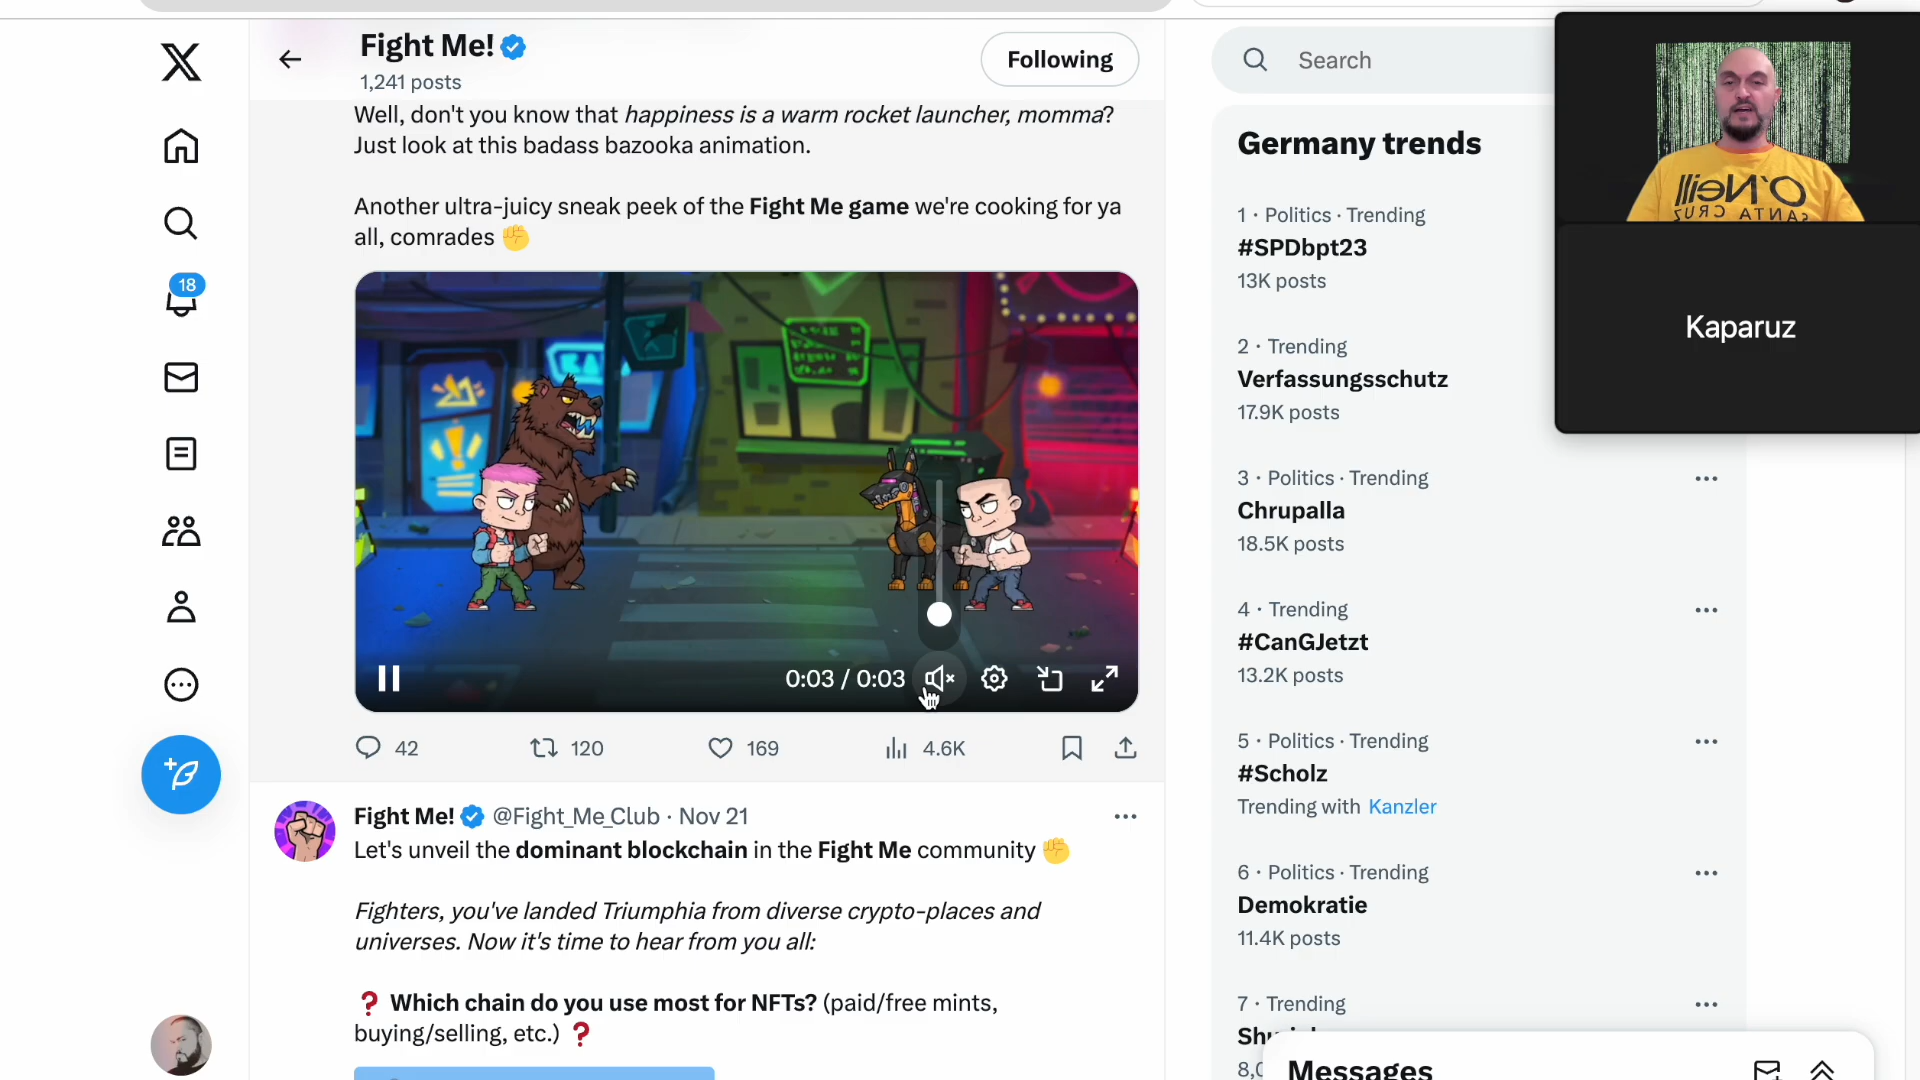 Fight Me!
1,241 posts
Following
Well, don't you know that happiness is a warm rocket launcher, momma?
Just look at this badass bazooka animation.
Another ultra-juicy sneak peek of the Fight Me game we're cooking for ya
all, comrades ✊
0:03 / 0:03
42
120
169
4.6K
Fight Me! @Fight_Me_Club · Nov 21
Let's unveil the dominant blockchain in the Fight Me community ✊
Fighters, you've landed Triumphia from diverse crypto-places and
universes. Now it's time to hear from you all:
❓ Which chain do you use most for NFTs? (paid/free mints,
buying/selling, etc.) ❓
18
Search
Germany trends
1 · Politics · Trending
#SPDbpt23
13K posts
2 · Trending
Verfassungsschutz
17.9K posts
3 · Politics · Trending
Chrupalla
18.5K posts
4 · Trending
#CanGJetzt
13.2K posts
5 · Politics · Trending
#Scholz
Trending with Kanzler
6 · Politics · Trending
Demokratie
11.4K posts
7 · Trending
Messages
O'Neill
SANTA CRUZ
Kaparuz